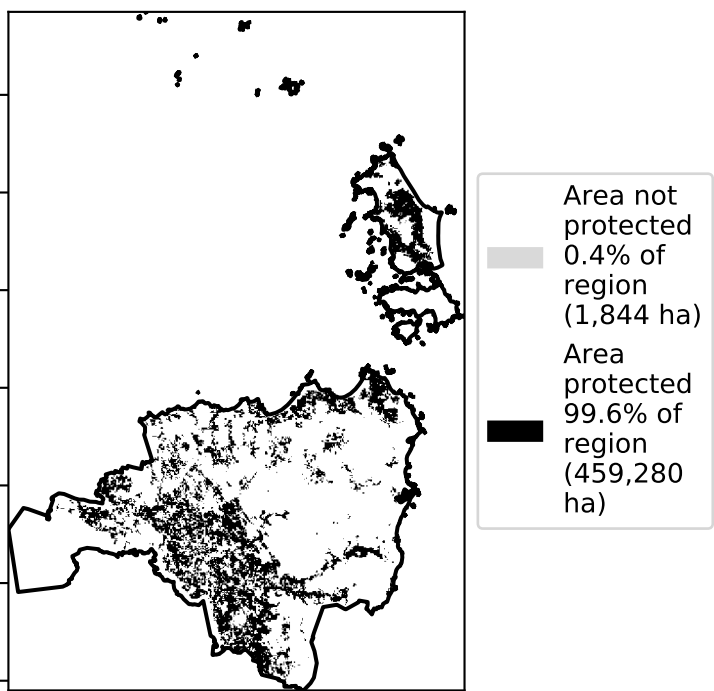 Area not
protected
0.4% of
region
(1,844 ha)
Area
protected
99.6% of
region
(459,280
ha)